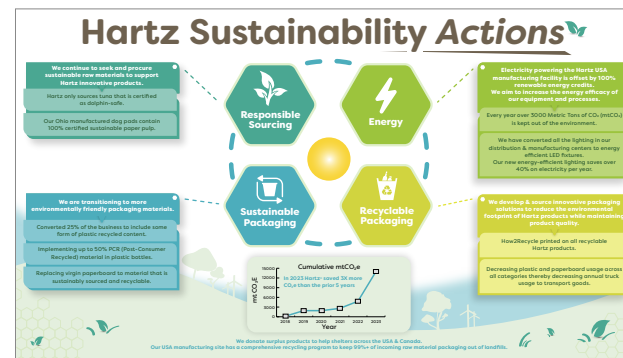 Hartz Sustainability Actions
We continue to seek and procure
sustainable raw materials to support
Hartz innovative products.
Hartz only sources tuna that is certified
as dolphin-safe.
Our Ohio manufactured dog pads contain
100% certified sustainable paper pulp.
Responsible
Sourcing
Energy
Electricity powering the Hartz USA
manufacturing facility is offset by 100%
renewable energy credits.
We aim to increase the energy efficacy of
our equipment and processes.
Every year over 3000 Metric Tons of CO₂ (mtCO₂)
is kept out of the environment.
We have converted all the lighting in our
distribution & manufacturing centers to energy
efficient LED fixtures.
Our new energy-efficient lighting saves over
40% on electricity per year.
We are transitioning to more
environmentally friendly packaging materials.
Converted 25% of the business to include some
form of plastic recycled content.
Implementing up to 50% PCR (Post-Consumer
Recycled) material in plastic bottles.
Replacing virgin paperboard to material that is
sustainably sourced and recyclable.
Sustainable
Packaging
Recyclable
Packaging
We develop & source innovative packaging
solutions to reduce the environmental
footprint of Hartz products while maintaining
product quality.
How2Recycle printed on all recyclable
Hartz products.
Decreasing plastic and paperboard usage across
all categories thereby decreasing annual truck
usage to transport goods.
Cumulative mtCO₂e
In 2023 Hartz® saved 3X more
CO₂e than the prior 5 years
mt CO₂E
15000
12000
9000
6000
3000
0
2018 2019 2020 2021 2022 2023
Year
We donate surplus products to help shelters across the USA & Canada.
Our USA manufacturing site has a comprehensive recycling program to keep 99%+ of incoming raw material packaging out of landfills.